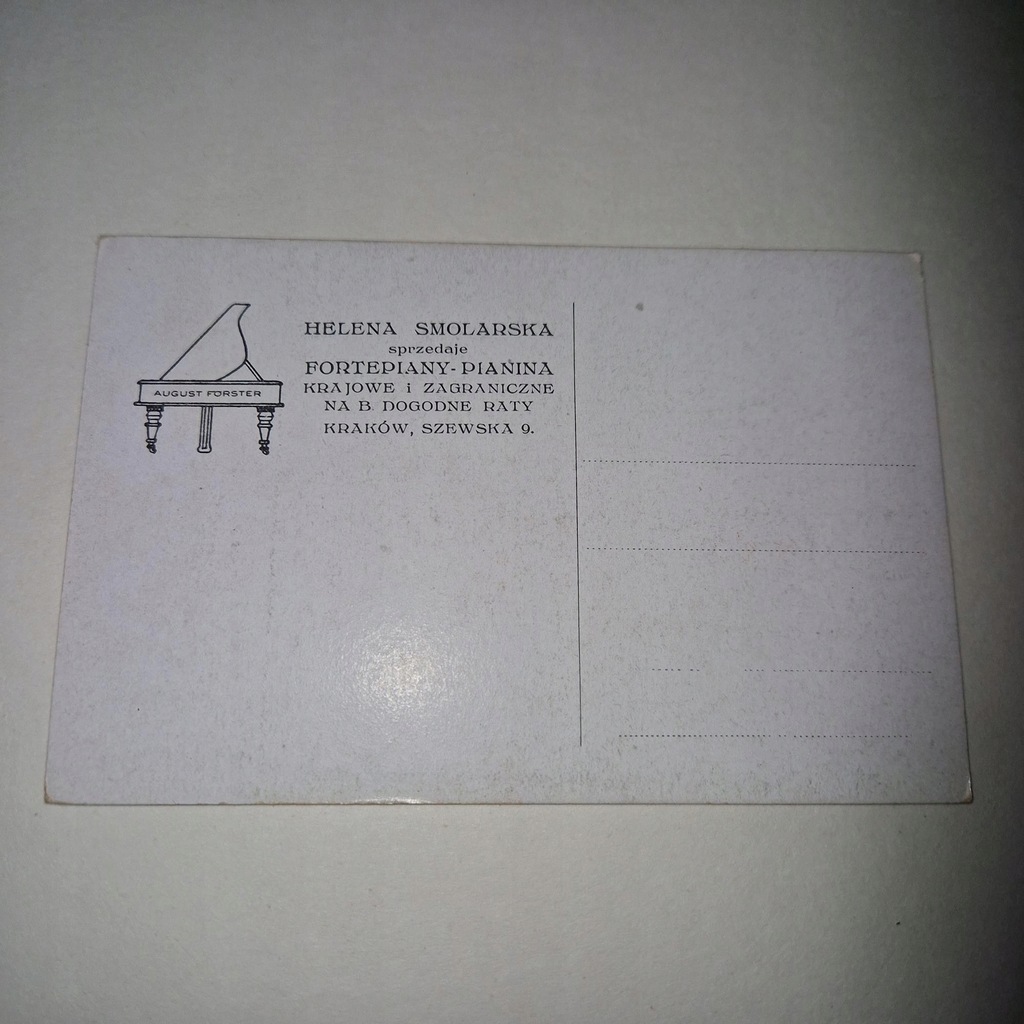 AUGUST FÖRSTER
HELENA SMOLARSKA
sprzedaje
FORTEPIANY-PIANINA
KRAJOWE i ZAGRANICZNE
NA B. DOGODNE RATY
KRAKÓW, SZEWSKA 9.